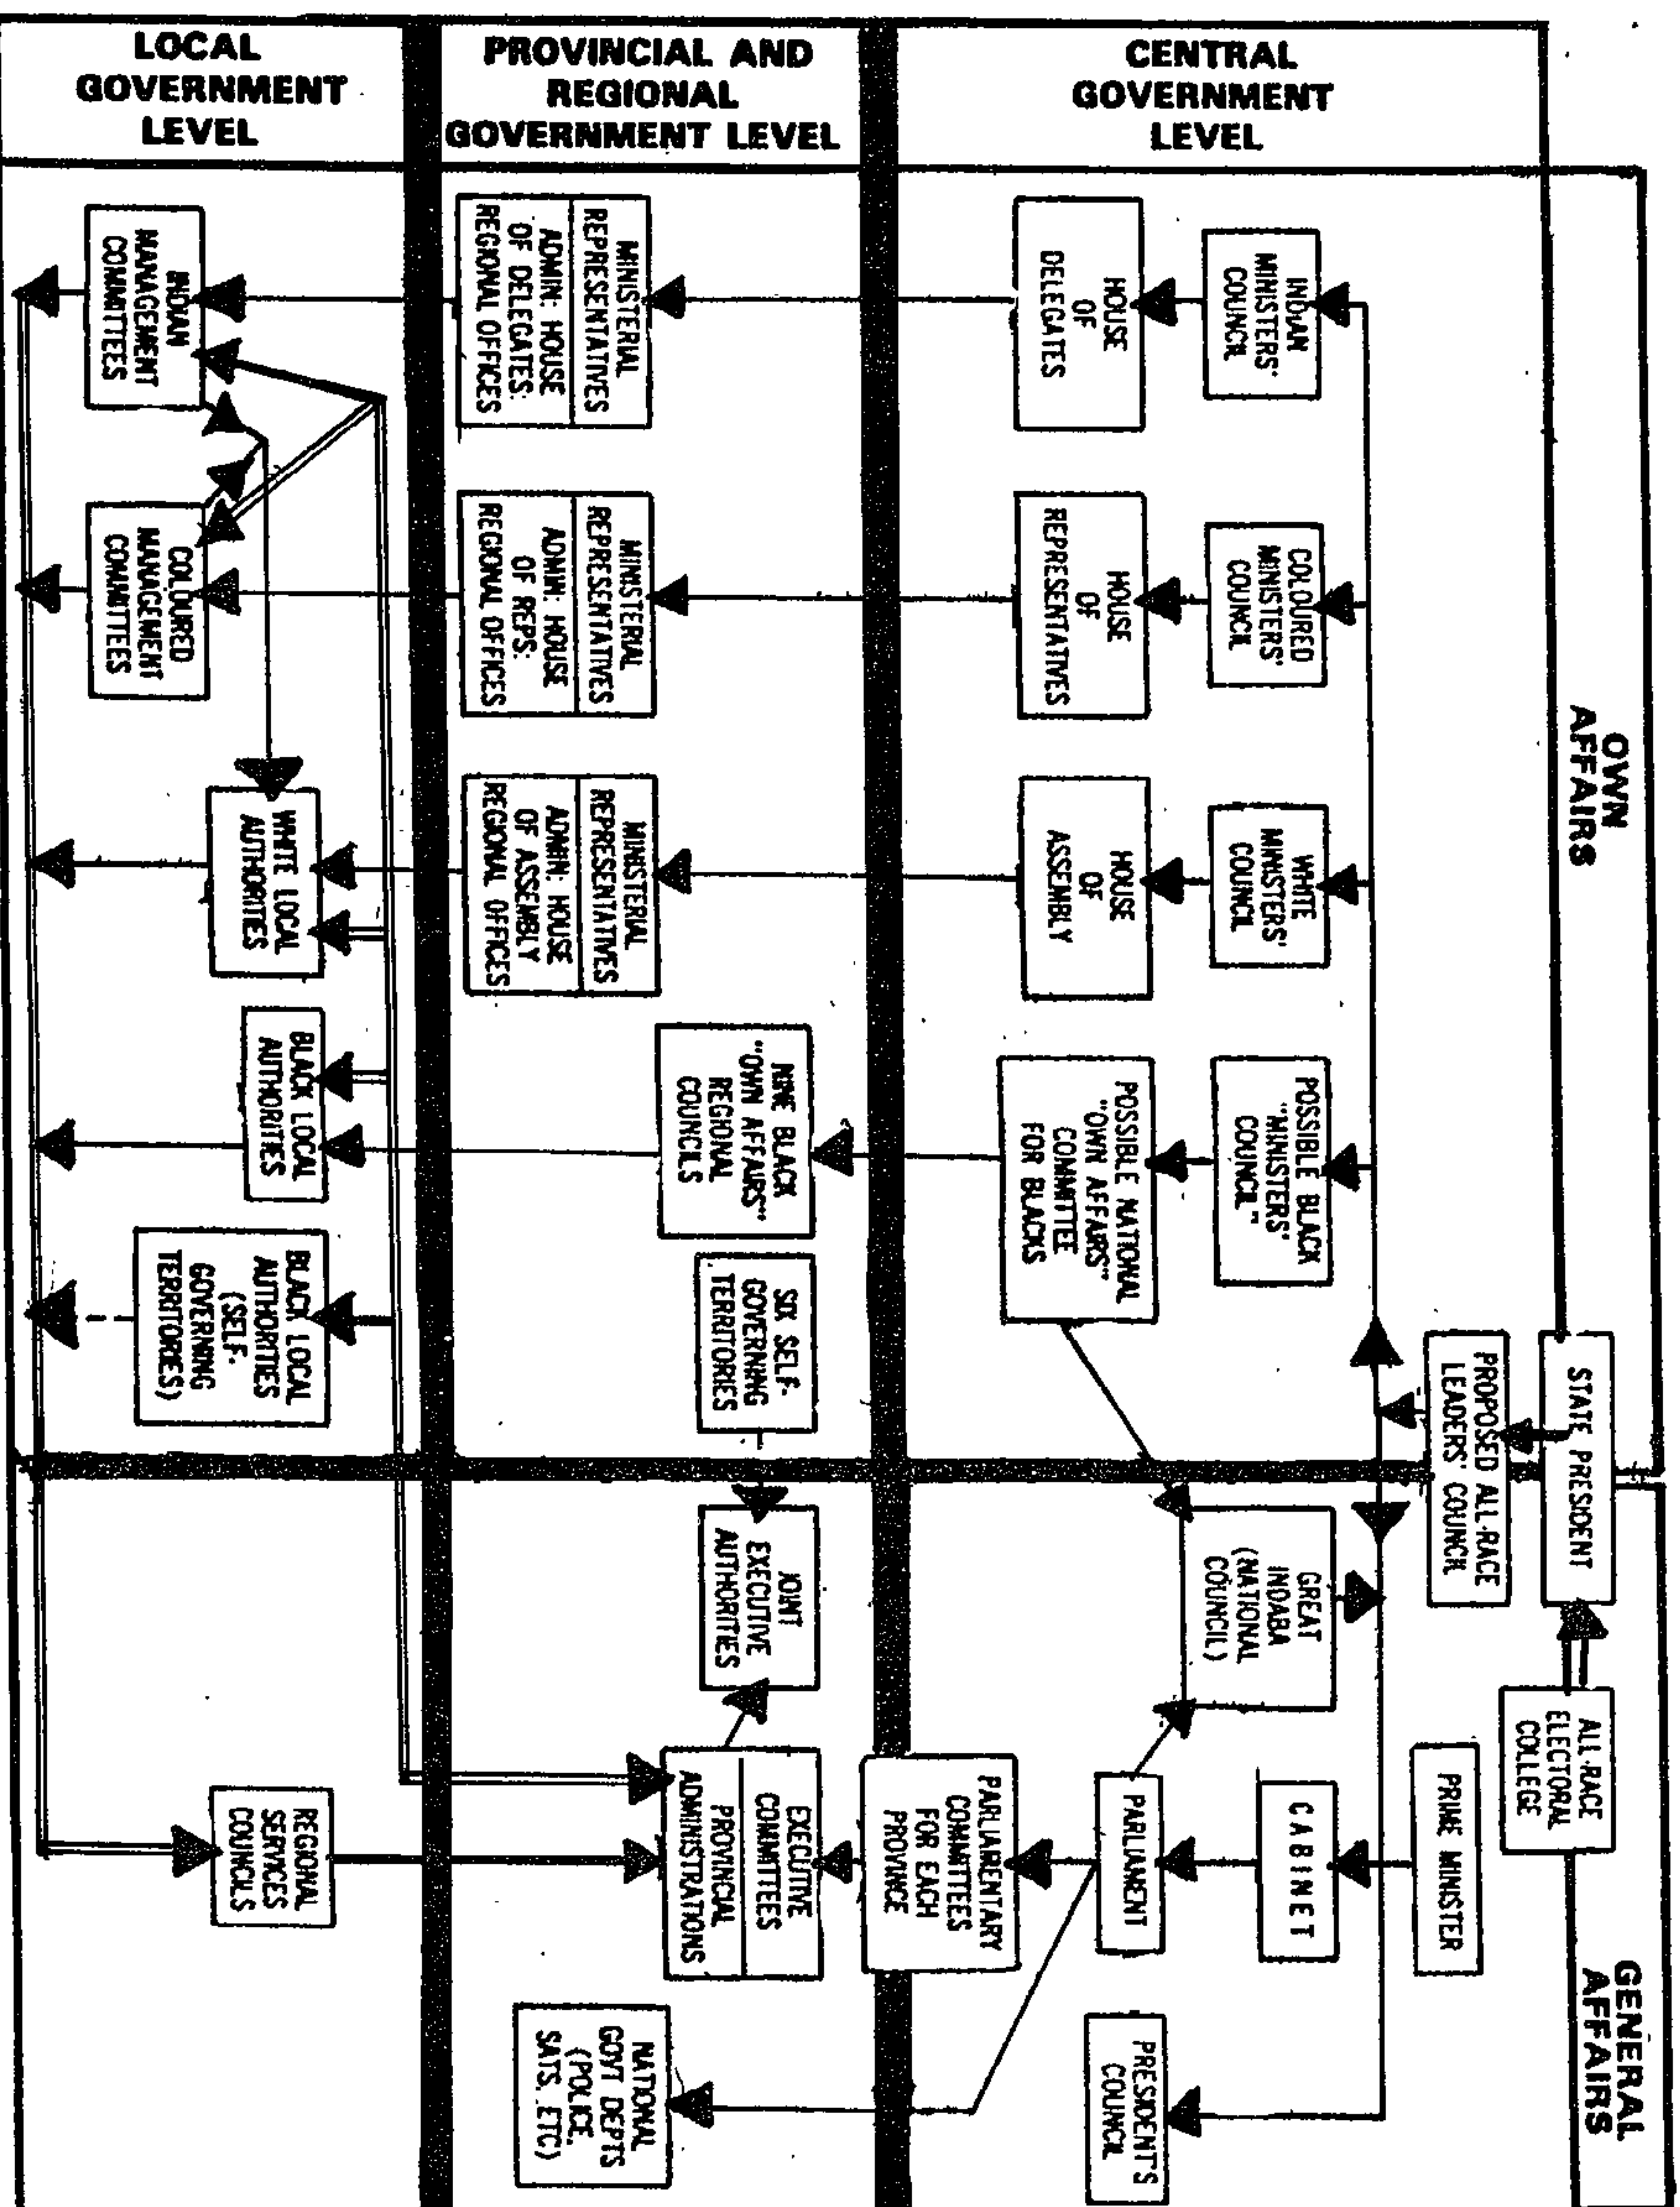 OWN
AFFAIRS
GENERAL
AFFAIRS
CENTRAL
GOVERNMENT
LEVEL
STATE PRESIDENT
ALL-RACE
ELECTORAL
COLLEGE
PROPOSED ALL-RACE
LEADERS' COUNCIL
PRIME MINISTER
INDIAN
MINISTERS'
COUNCIL
COLOURED
MINISTERS'
COUNCIL
WHITE
MINISTERS'
COUNCIL
POSSIBLE BLACK
"MINISTERS'
COUNCIL"
GREAT
INDABA
(NATIONAL
COUNCIL)
CABINET
HOUSE
OF
DELEGATES
HOUSE
OF
REPRESENTATIVES
HOUSE
OF
ASSEMBLY
POSSIBLE NATIONAL
"OWN AFFAIRS"
COMMITTEE
FOR BLACKS
PARLIAMENT
PRESIDENT'S
COUNCIL
PARLIAMENTARY
COMMITTEES
FOR EACH
PROVINCE
PROVINCIAL AND
REGIONAL
GOVERNMENT LEVEL
MINISTERIAL
REPRESENTATIVES
ADMIN: HOUSE
OF DELEGATES:
REGIONAL OFFICES
MINISTERIAL
REPRESENTATIVES
ADMIN: HOUSE
OF REPS:
REGIONAL OFFICES
MINISTERIAL
REPRESENTATIVES
ADMIN: HOUSE
OF ASSEMBLY
REGIONAL OFFICES
NINE BLACK
"OWN AFFAIRS"
REGIONAL
COUNCILS
SIX SELF-
GOVERNING
TERRITORIES
JOINT
EXECUTIVE
AUTHORITIES
EXECUTIVE
COMMITTEES
PROVINCIAL
ADMINISTRATIONS
NATIONAL
GOVT DEPTS
(POLICE,
SATS, ETC)
LOCAL
GOVERNMENT
LEVEL
INDIAN
MANAGEMENT
COMMITTEES
COLOURED
MANAGEMENT
COMMITTEES
WHITE LOCAL
AUTHORITIES
BLACK LOCAL
AUTHORITIES
BLACK LOCAL
AUTHORITIES
(SELF-
GOVERNING
TERRITORIES)
REGIONAL
SERVICES
COUNCILS